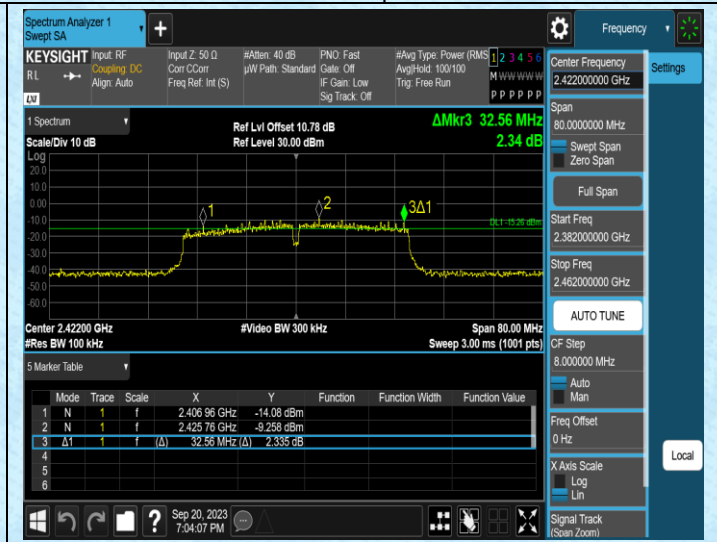 Spectrum Analyzer 1
Swept SA
Frequency
KEYSIGHT
RL
LXI
Input: RF
Coupling: DC
Align: Auto
Input Z: 50 Ω
Corr CCorr
Freq Ref: Int (S)
#Atten: 40 dB
µW Path: Standard
PNO: Fast
Gate: Off
IF Gain: Low
Sig Track: Off
#Avg Type: Power (RMS
Avg|Hold: 100/100
Trig: Free Run
1 2 3 4 5 6
M W W W W W
P P P P P P
1 Spectrum
Scale/Div 10 dB
Ref Lvl Offset 10.78 dB
Ref Level 30.00 dBm
ΔMkr3 32.56 MHz
2.34 dB
Log
20.0
10.0
0.00
-10.0
-20.0
-30.0
-40.0
-50.0
-60.0
1
2
3Δ1
DL1 -15.26 dBm
Center 2.42200 GHz
#Res BW 100 kHz
#Video BW 300 kHz
Span 80.00 MHz
Sweep 3.00 ms (1001 pts)
5 Marker Table
Mode Trace Scale X Y Function Function Width Function Value
1 N 1 f 2.406 96 GHz -14.08 dBm
2 N 1 f 2.425 76 GHz -9.258 dBm
3 Δ1 1 f (Δ) 32.56 MHz (Δ) 2.335 dB
4
5
6
Sep 20, 2023
7:04:07 PM
Center Frequency
2.422000000 GHz
Settings
Span
80.0000000 MHz
Swept Span
Zero Span
Full Span
Start Freq
2.382000000 GHz
Stop Freq
2.462000000 GHz
AUTO TUNE
CF Step
8.000000 MHz
Auto
Man
Freq Offset
0 Hz
Local
X Axis Scale
Log
Lin
Signal Track
(Span Zoom)